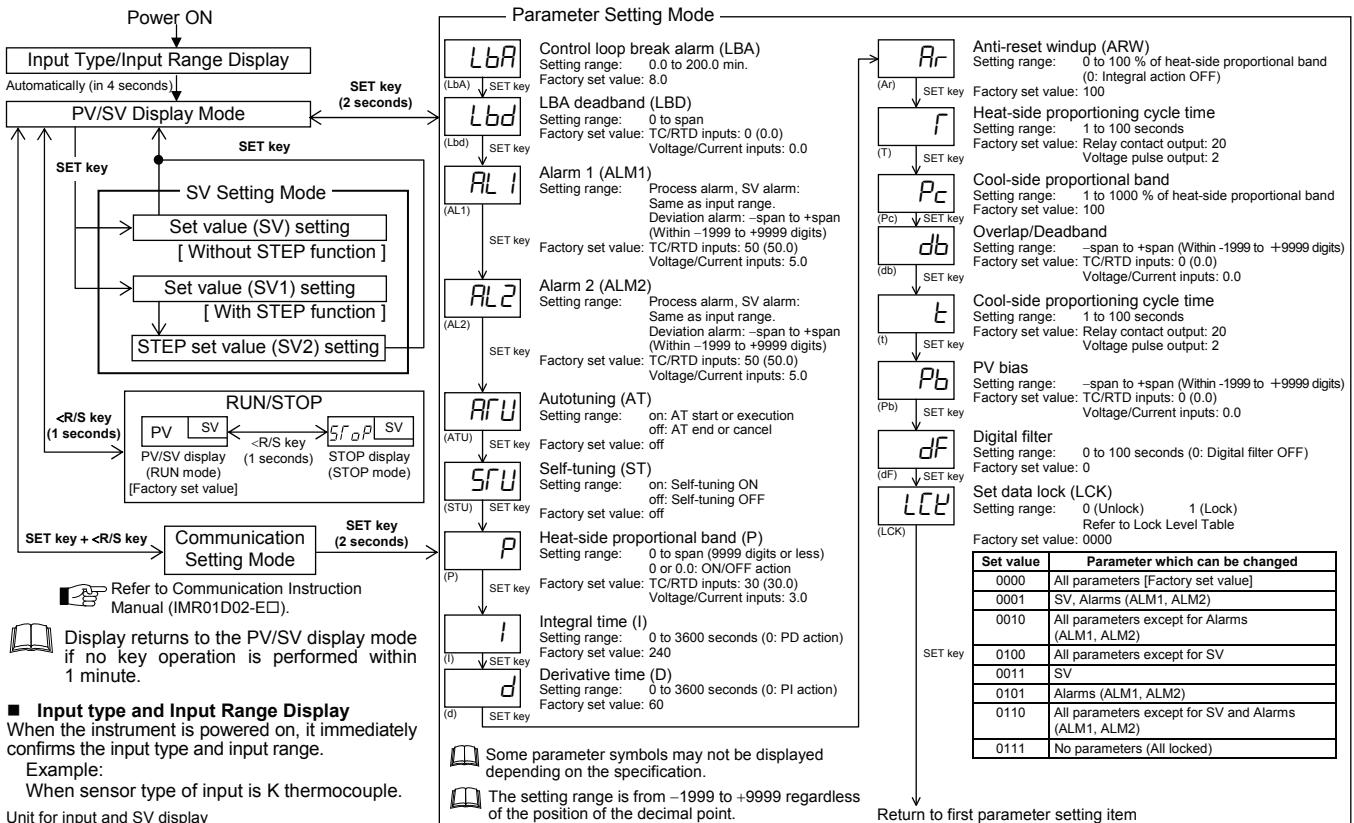 Power ON
Input Type/Input Range Display
Automatically (in 4 seconds)
PV/SV Display Mode
SET key
(2 seconds)
SET key
SET key
SV Setting Mode
Set value (SV) setting
[ Without STEP function ]
Set value (SV1) setting
[ With STEP function ]
STEP set value (SV2) setting
<R/S key
(1 seconds)
RUN/STOP
PV SV
<R/S key
(1 seconds)
SV
PV/SV display
(RUN mode)
[Factory set value]
STOP display
(STOP mode)
SET key + <R/S key
Communication
Setting Mode
SET key
(2 seconds)
Refer to Communication Instruction
Manual (IMR01D02-E□).
Display returns to the PV/SV display mode
if no key operation is performed within
1 minute.
■ Input type and Input Range Display
When the instrument is powered on, it immediately
confirms the input type and input range.
Example:
When sensor type of input is K thermocouple.
Unit for input and SV display
Parameter Setting Mode
LbA
(LbA) SET key
Control loop break alarm (LBA)
Setting range: 0.0 to 200.0 min.
Factory set value: 8.0
Lbd
(Lbd) SET key
LBA deadband (LBD)
Setting range: 0 to span
Factory set value: TC/RTD inputs: 0 (0.0)
Voltage/Current inputs: 0.0
AL1
(AL1)
SET key
Alarm 1 (ALM1)
Setting range: Process alarm, SV alarm:
Same as input range.
Deviation alarm: −span to +span
(Within −1999 to +9999 digits)
Factory set value: TC/RTD inputs: 50 (50.0)
Voltage/Current inputs: 5.0
AL2
(AL2)
SET key
Alarm 2 (ALM2)
Setting range: Process alarm, SV alarm:
Same as input range.
Deviation alarm: −span to +span
(Within −1999 to +9999 digits)
Factory set value: TC/RTD inputs: 50 (50.0)
Voltage/Current inputs: 5.0
ATU
(ATU) SET key
Autotuning (AT)
Setting range: on: AT start or execution
off: AT end or cancel
Factory set value: off
STU
(STU) SET key
Self-tuning (ST)
Setting range: on: Self-tuning ON
off: Self-tuning OFF
Factory set value: off
P
(P)
SET key
Heat-side proportional band (P)
Setting range: 0 to span (9999 digits or less)
0 or 0.0: ON/OFF action
Factory set value: TC/RTD inputs: 30 (30.0)
Voltage/Current inputs: 3.0
I
(I) SET key
Integral time (I)
Setting range: 0 to 3600 seconds (0: PD action)
Factory set value: 240
d
(d) SET key
Derivative time (D)
Setting range: 0 to 3600 seconds (0: PI action)
Factory set value: 60
Some parameter symbols may not be displayed
depending on the specification.
The setting range is from −1999 to +9999 regardless
of the position of the decimal point.
Ar
(Ar) SET key
Anti-reset windup (ARW)
Setting range: 0 to 100 % of heat-side proportional band
(0: Integral action OFF)
Factory set value: 100
T
(T) SET key
Heat-side proportioning cycle time
Setting range: 1 to 100 seconds
Factory set value: Relay contact output: 20
Voltage pulse output: 2
Pc
(Pc) SET key
Cool-side proportional band
Setting range: 1 to 1000 % of heat-side proportional band
Factory set value: 100
db
(db) SET key
Overlap/Deadband
Setting range: −span to +span (Within -1999 to +9999 digits)
Factory set value: TC/RTD inputs: 0 (0.0)
Voltage/Current inputs: 0.0
t
(t) SET key
Cool-side proportioning cycle time
Setting range: 1 to 100 seconds
Factory set value: Relay contact output: 20
Voltage pulse output: 2
Pb
(Pb) SET key
PV bias
Setting range: −span to +span (Within -1999 to +9999 digits)
Factory set value: TC/RTD inputs: 0 (0.0)
Voltage/Current inputs: 0.0
dF
(dF) SET key
Digital filter
Setting range: 0 to 100 seconds (0: Digital filter OFF)
Factory set value: 0
LCK
(LCK)
Set data lock (LCK)
Setting range: 0 (Unlock) 1 (Lock)
Refer to Lock Level Table
Factory set value: 0000
SET key
Set value Parameter which can be changed
0000 All parameters [Factory set value]
0001 SV, Alarms (ALM1, ALM2)
0010 All parameters except for Alarms
(ALM1, ALM2)
0100 All parameters except for SV
0011 SV
0101 Alarms (ALM1, ALM2)
0110 All parameters except for SV and Alarms
(ALM1, ALM2)
0111 No parameters (All locked)
Return to first parameter setting item